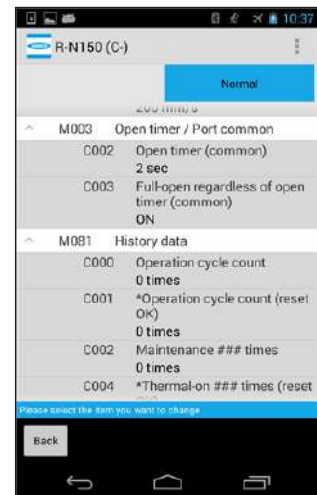 10:37
R-N150 (C-)
Normal
200 mm/s
M003 Open timer / Port common
C002 Open timer (common)
2 sec
C003 Full-open regardless of open
timer (common)
ON
M081 History data
C000 Operation cycle count
0 times
C001 *Operation cycle count (reset
OK)
0 times
C002 Maintenance ### times
0 times
C004 *Thermal-on ### times (reset
Please select the item you want to change
Back